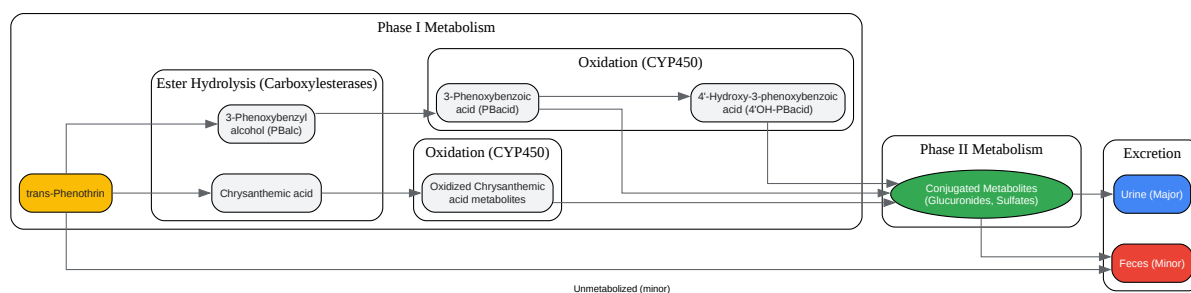 Phase I Metabolism
Ester Hydrolysis (Carboxylesterases)
Oxidation (CYP450)
3-Phenoxybenzyl
alcohol (PBalc)
3-Phenoxybenzoic
acid (PBacid)
4'-Hydroxy-3-phenoxybenzoic
acid (4'OH-PBacid)
Oxidation (CYP450)
trans-Phenothrin
Chrysanthemic acid
Oxidized Chrysanthemic
acid metabolites
Phase II Metabolism
Conjugated Metabolites
(Glucuronides, Sulfates)
Excretion
Urine (Major)
Feces (Minor)
Unmetabolized (minor)